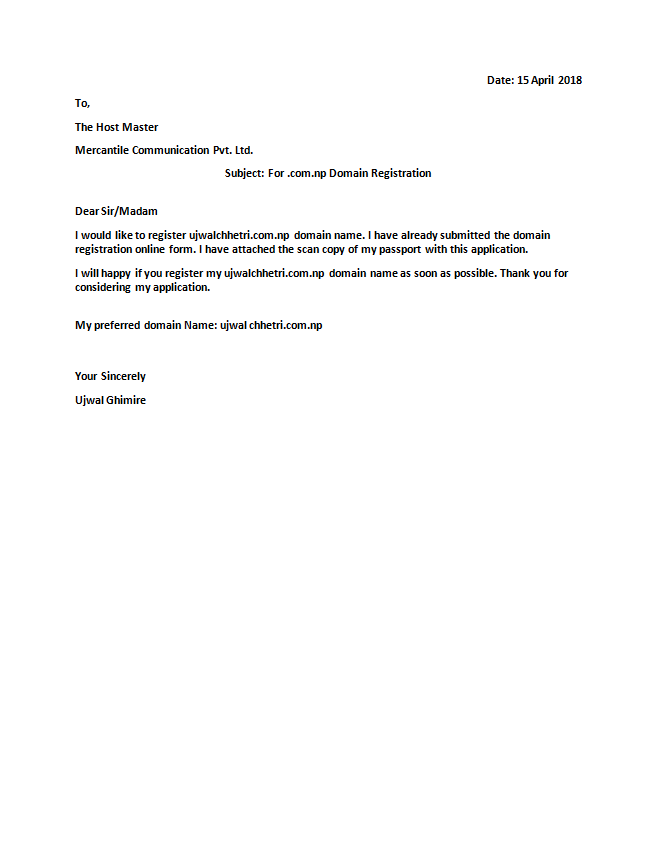 Date: 15 April 2018
To,
The Host Master
Mercantile Communication Pvt. Ltd.
Subject: For .com.np Domain Registration
Dear Sir/Madam
I would like to register ujwalchhetri.com.np domain name. I have already submitted the domain
registration online form. I have attached the scan copy of my passport with this application.
I will happy if you register my ujwalchhetri.com.np domain name as soon as possible. Thank you for
considering my application.
My preferred domain Name: ujwalchhetri.com.np
Your Sincerely
Ujwal Ghimire